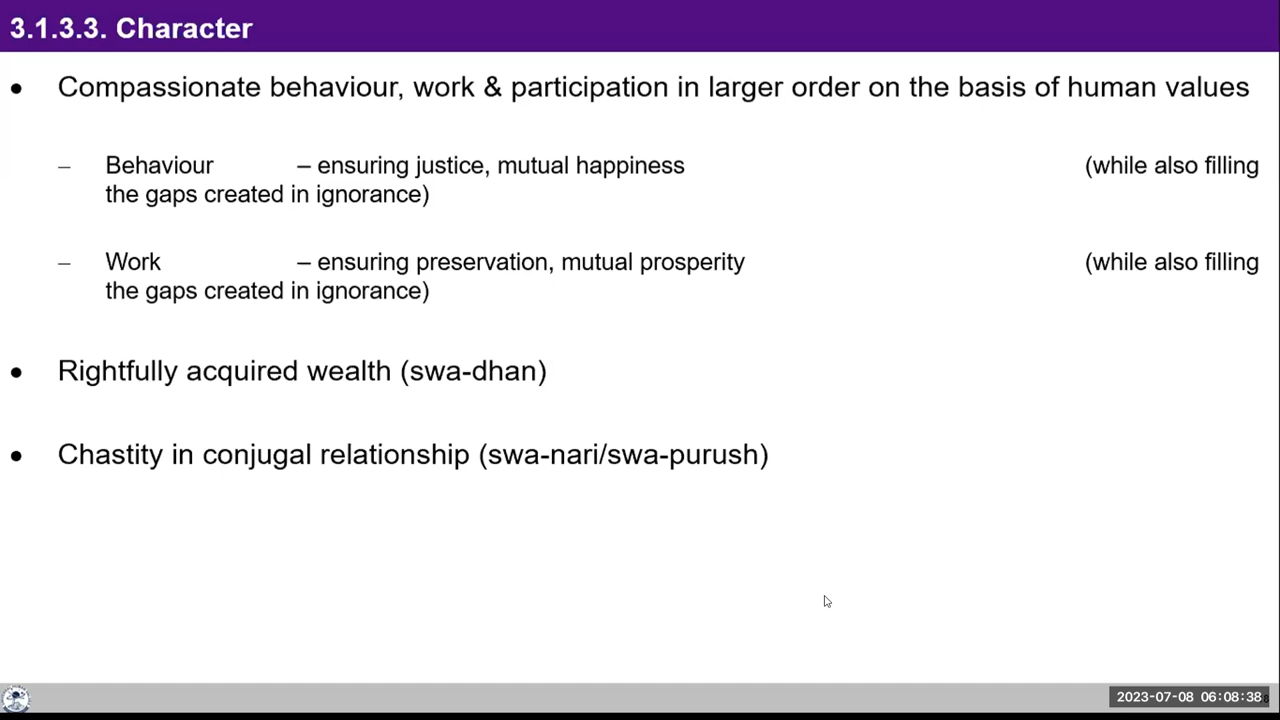 3.1.3.3. Character
• Compassionate behaviour, work & participation in larger order on the basis of human values
– Behaviour – ensuring justice, mutual happiness (while also filling
the gaps created in ignorance)
– Work – ensuring preservation, mutual prosperity (while also filling
the gaps created in ignorance)
• Rightfully acquired wealth (swa-dhan)
• Chastity in conjugal relationship (swa-nari/swa-purush)
2023-07-08 06:08:38